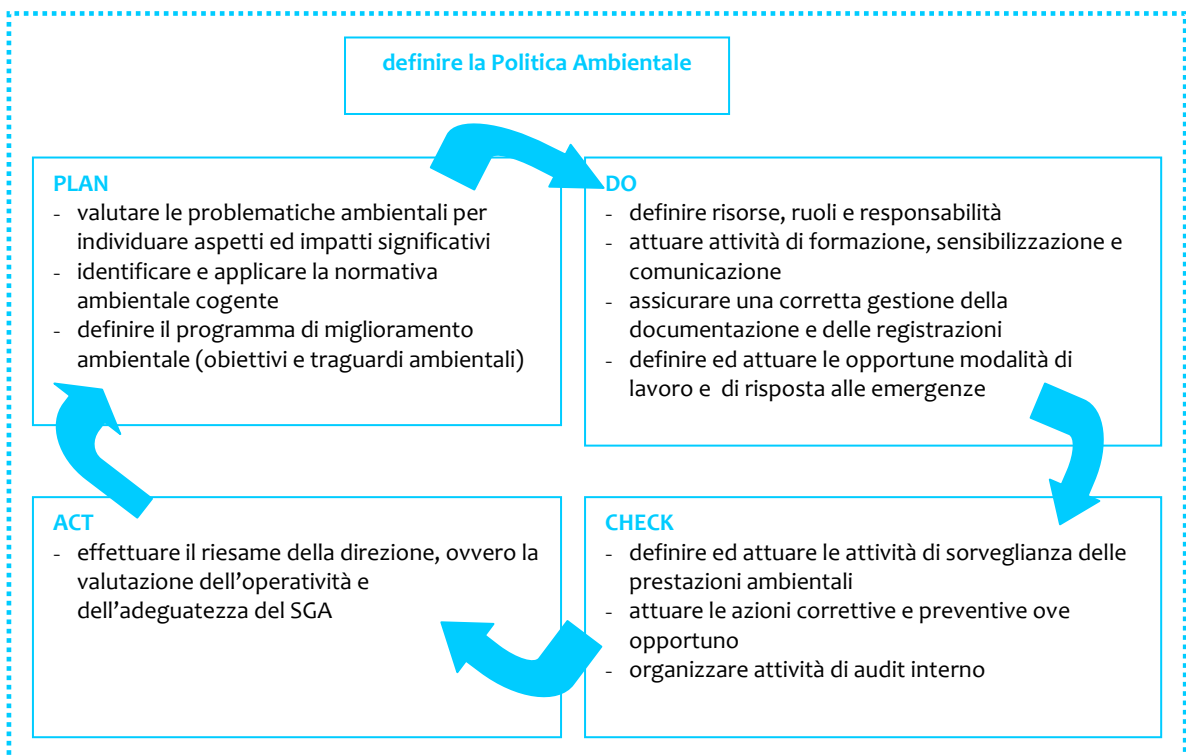 definire la Politica Ambientale
PLAN
- valutare le problematiche ambientali per
individuare aspetti ed impatti significativi
- identificare e applicare la normativa
ambientale cogente
- definire il programma di miglioramento
ambientale (obiettivi e traguardi ambientali)
DO
- definire risorse, ruoli e responsabilità
- attuare attività di formazione, sensibilizzazione e
comunicazione
- assicurare una corretta gestione della
documentazione e delle registrazioni
- definire ed attuare le opportune modalità di
lavoro e di risposta alle emergenze
ACT
- effettuare il riesame della direzione, ovvero la
valutazione dell’operatività e
dell’adeguatezza del SGA
CHECK
- definire ed attuare le attività di sorveglianza delle
prestazioni ambientali
- attuare le azioni correttive e preventive ove
opportuno
- organizzare attività di audit interno